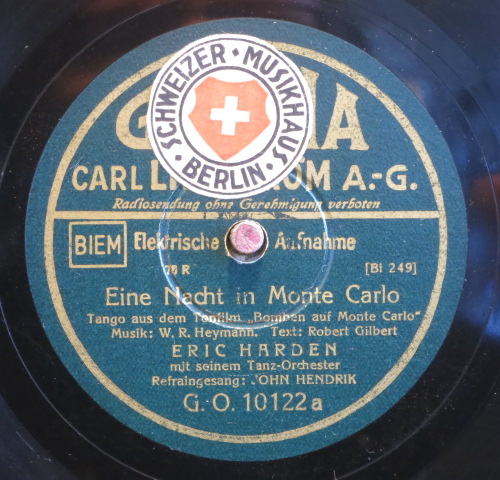 SCHWEIZER • MUSIKHAUS • BERLIN •
CARL A.-G.
Radiosendung ohne Genehmigung verboten
BIEM Elektrische Aufnahme
78 R [BI 249]
Eine Nacht in Monte Carlo
Tango aus dem Tonfilm „Bomben auf Monte Carlo"
Musik: W. R. Heymann. Text: Robert Gilbert
ERIC HARDEN
mit seinem Tanz-Orchester
Refraingesang: JOHN HENDRIK
G. O. 10122 a